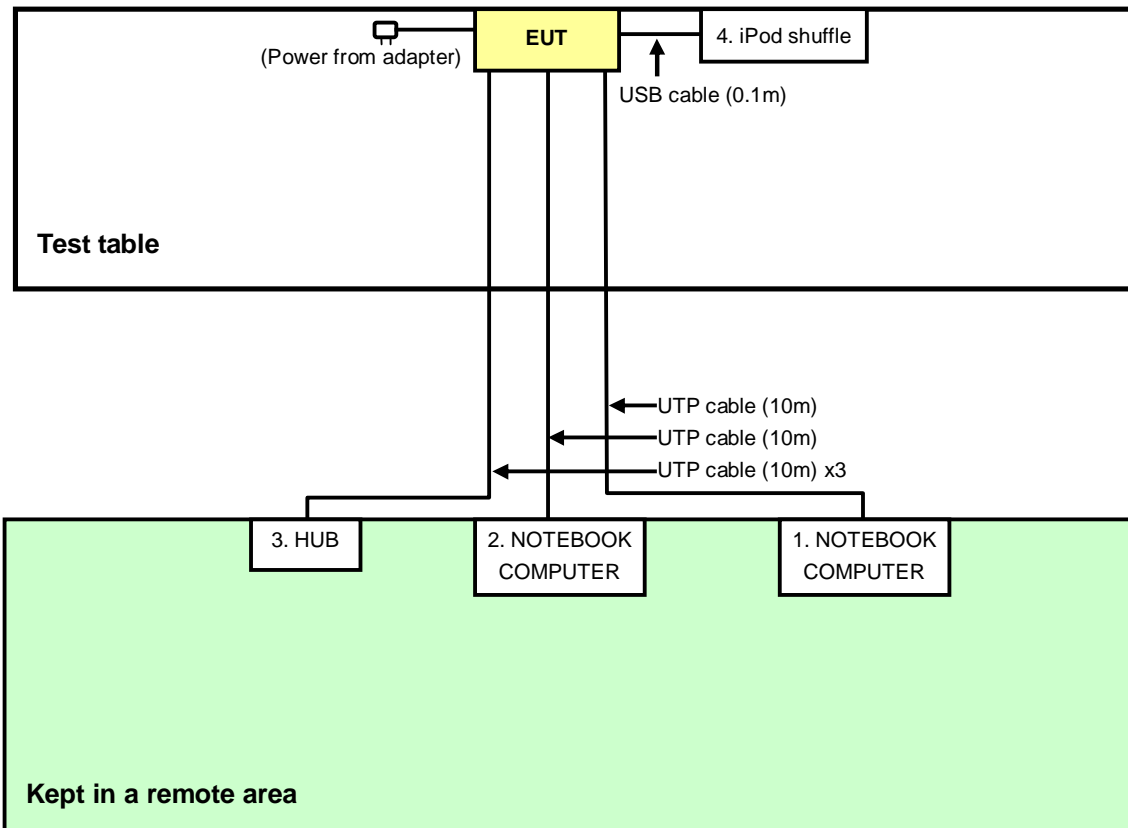 EUT
4. iPod shuffle
(Power from adapter)
USB cable (0.1m)
Test table
UTP cable (10m)
UTP cable (10m)
UTP cable (10m) x3
3. HUB
2. NOTEBOOK
COMPUTER
1. NOTEBOOK
COMPUTER
Kept in a remote area